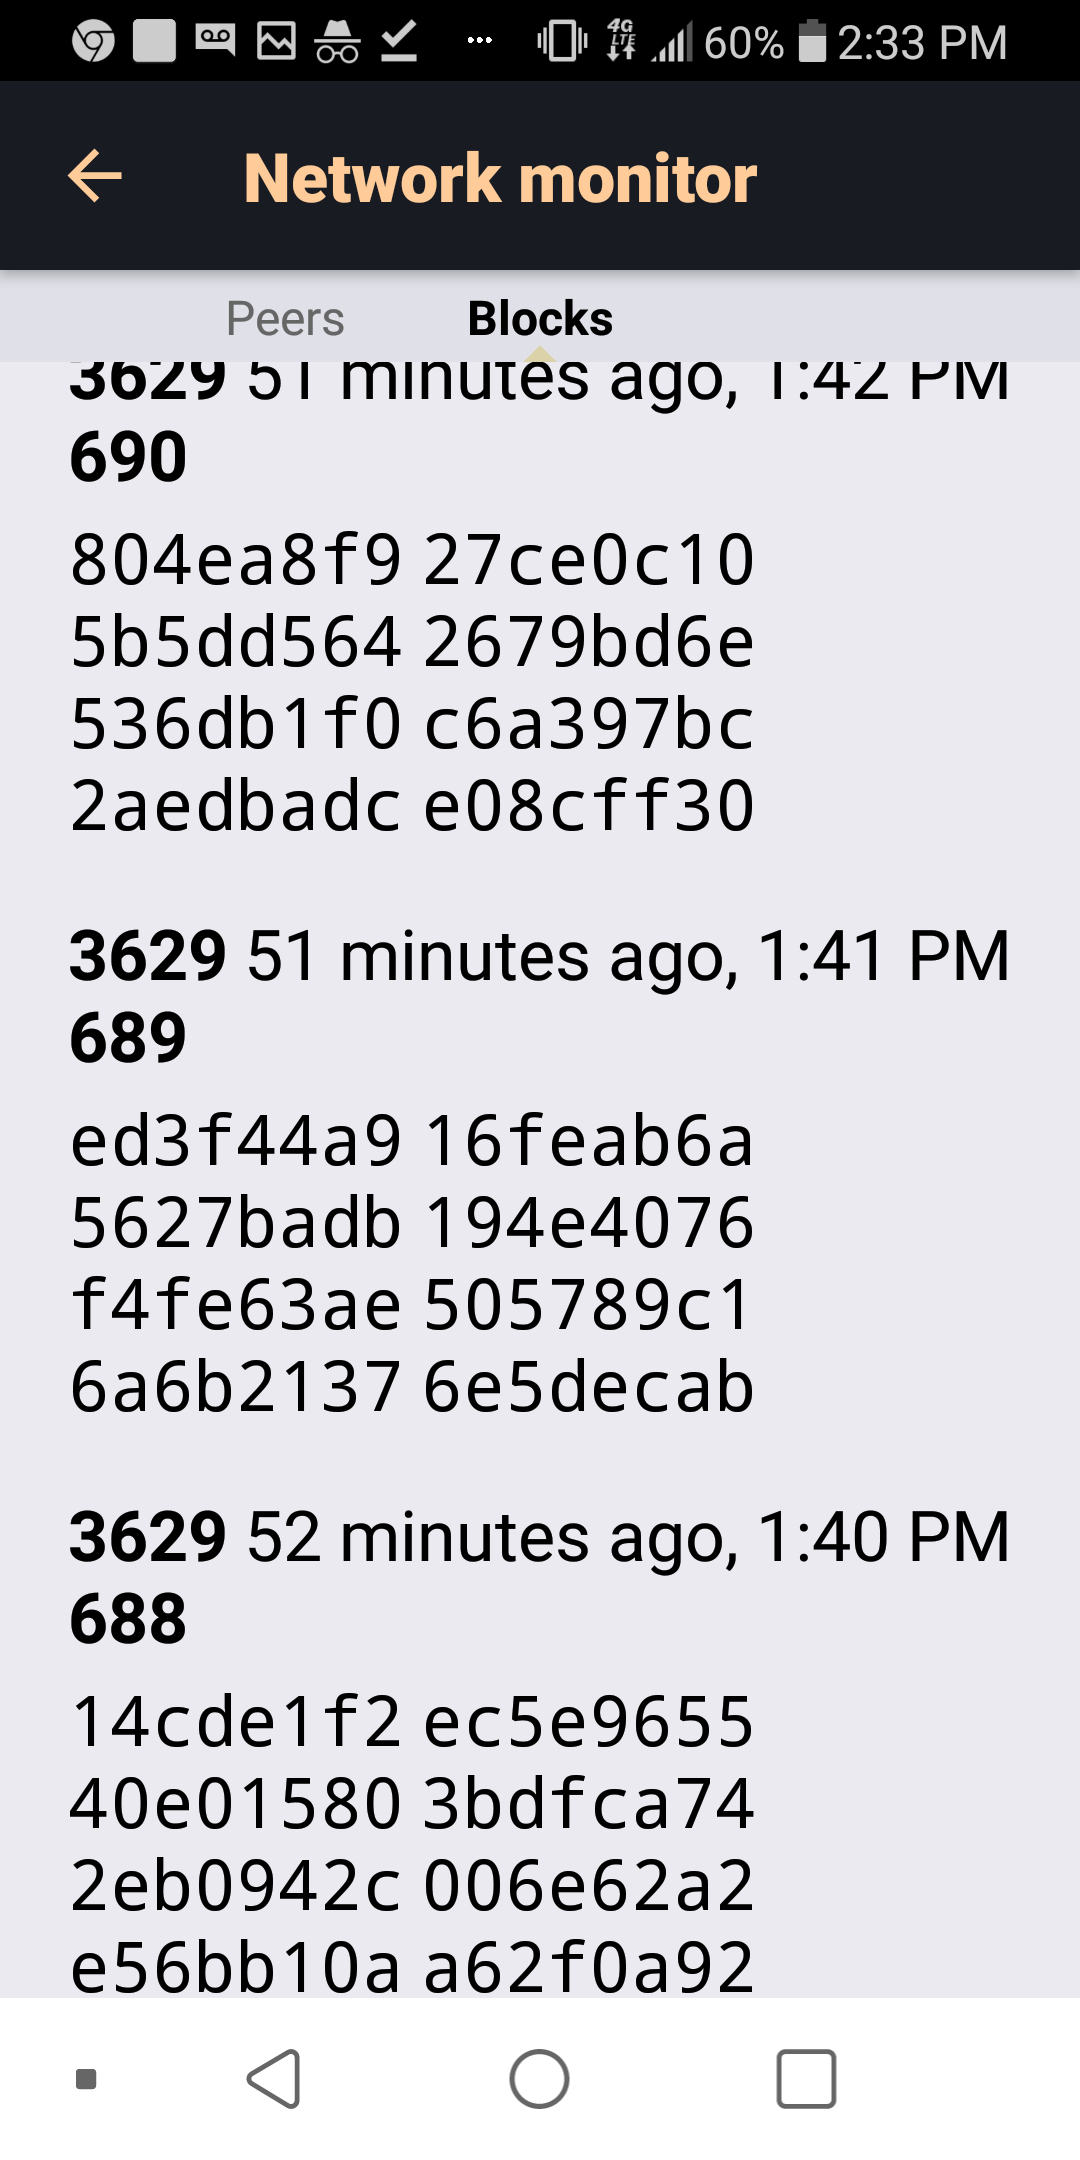 4G
LTE
60%
2:33 PM
Network monitor
Peers
Blocks
3629 51 minutes ago, 1:42 PM
690
804ea8f9 27ce0c10
5b5dd564 2679bd6e
536db1f0 c6a397bc
2aedbadc e08cff30
3629 51 minutes ago, 1:41 PM
689
ed3f44a9 16feab6a
5627badb 194e4076
f4fe63ae 505789c1
6a6b2137 6e5decab
3629 52 minutes ago, 1:40 PM
688
14cde1f2 ec5e9655
40e01580 3bdfca74
2eb0942c 006e62a2
e56bb10a a62f0a92